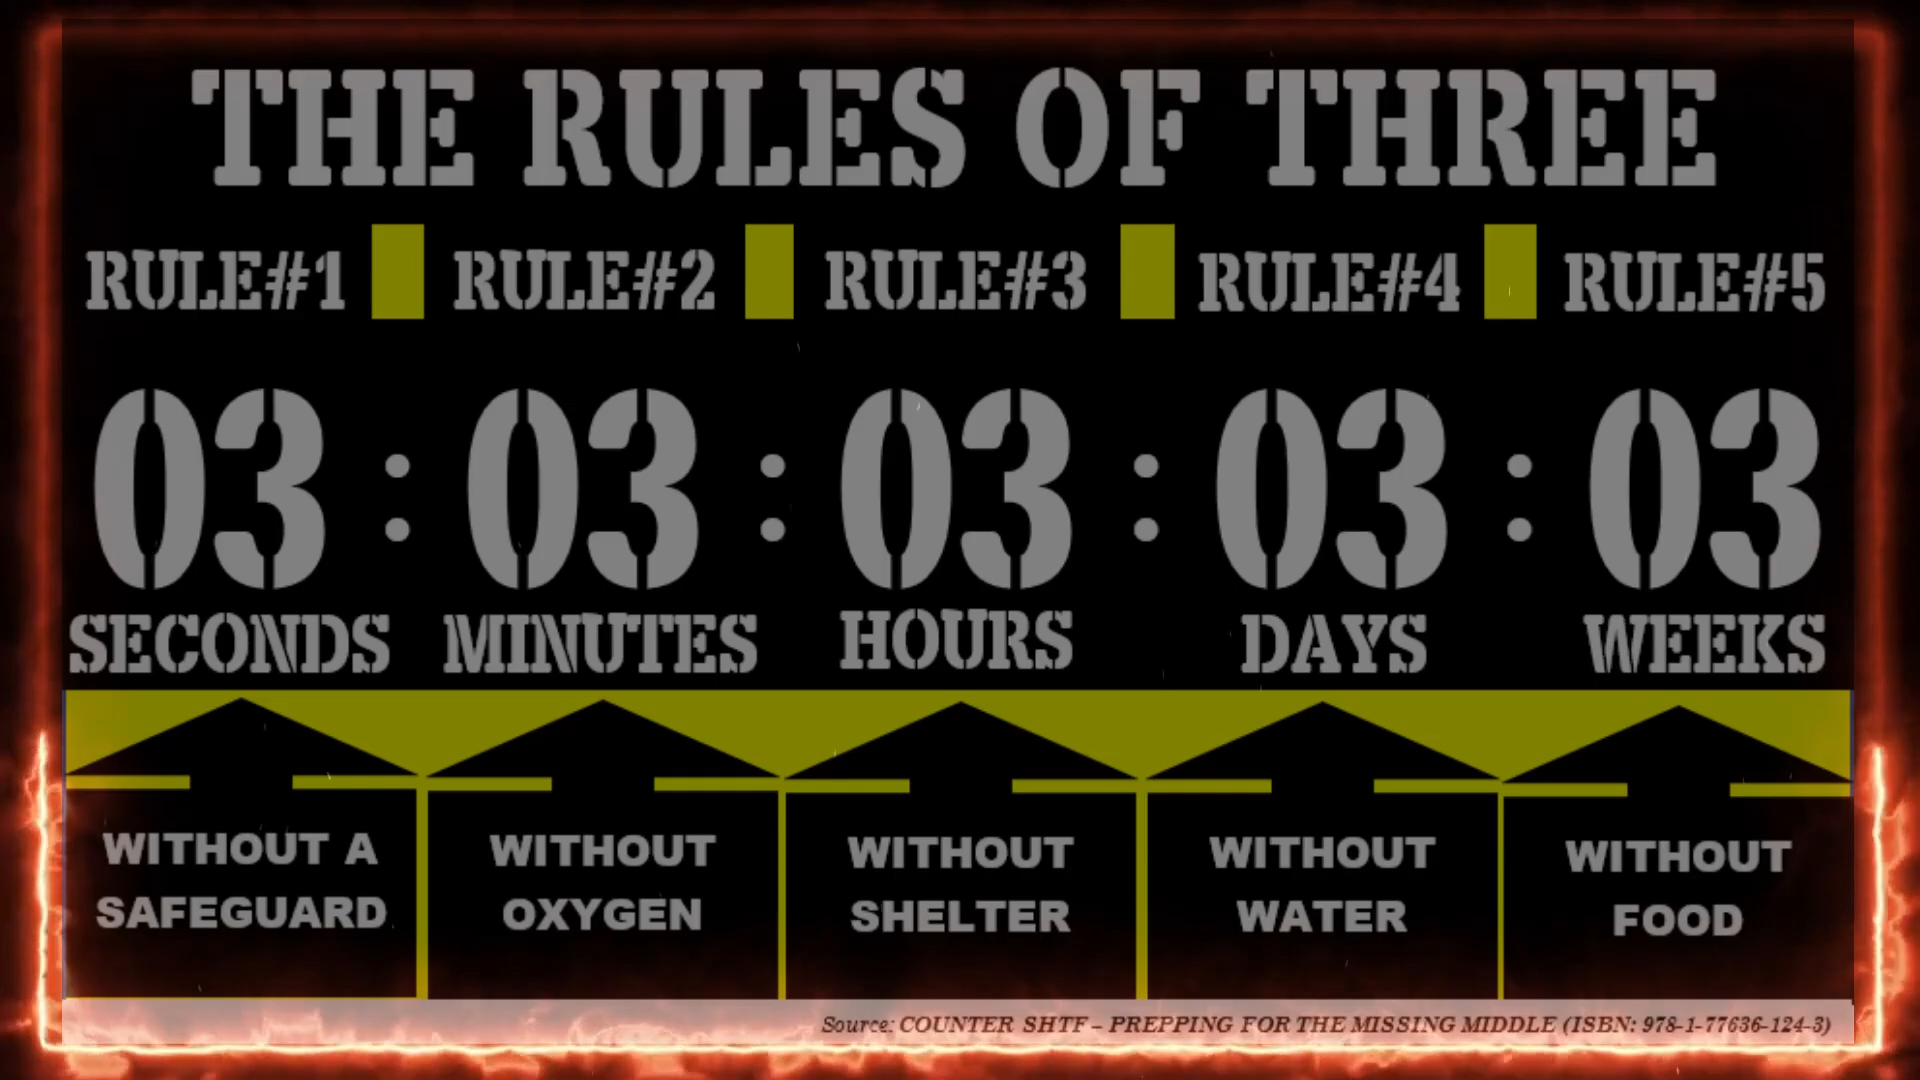 THE RULES OF THREE
RULE#1 RULE#2 RULE#3 RULE#4 RULE#5
03 : 03 : 03 : 03 : 03
SECONDS MINUTES HOURS DAYS WEEKS
WITHOUT A SAFEGUARD
WITHOUT OXYGEN
WITHOUT SHELTER
WITHOUT WATER
WITHOUT FOOD
Source: COUNTER SHTF – PREPPING FOR THE MISSING MIDDLE (ISBN: 978-1-77636-124-3)